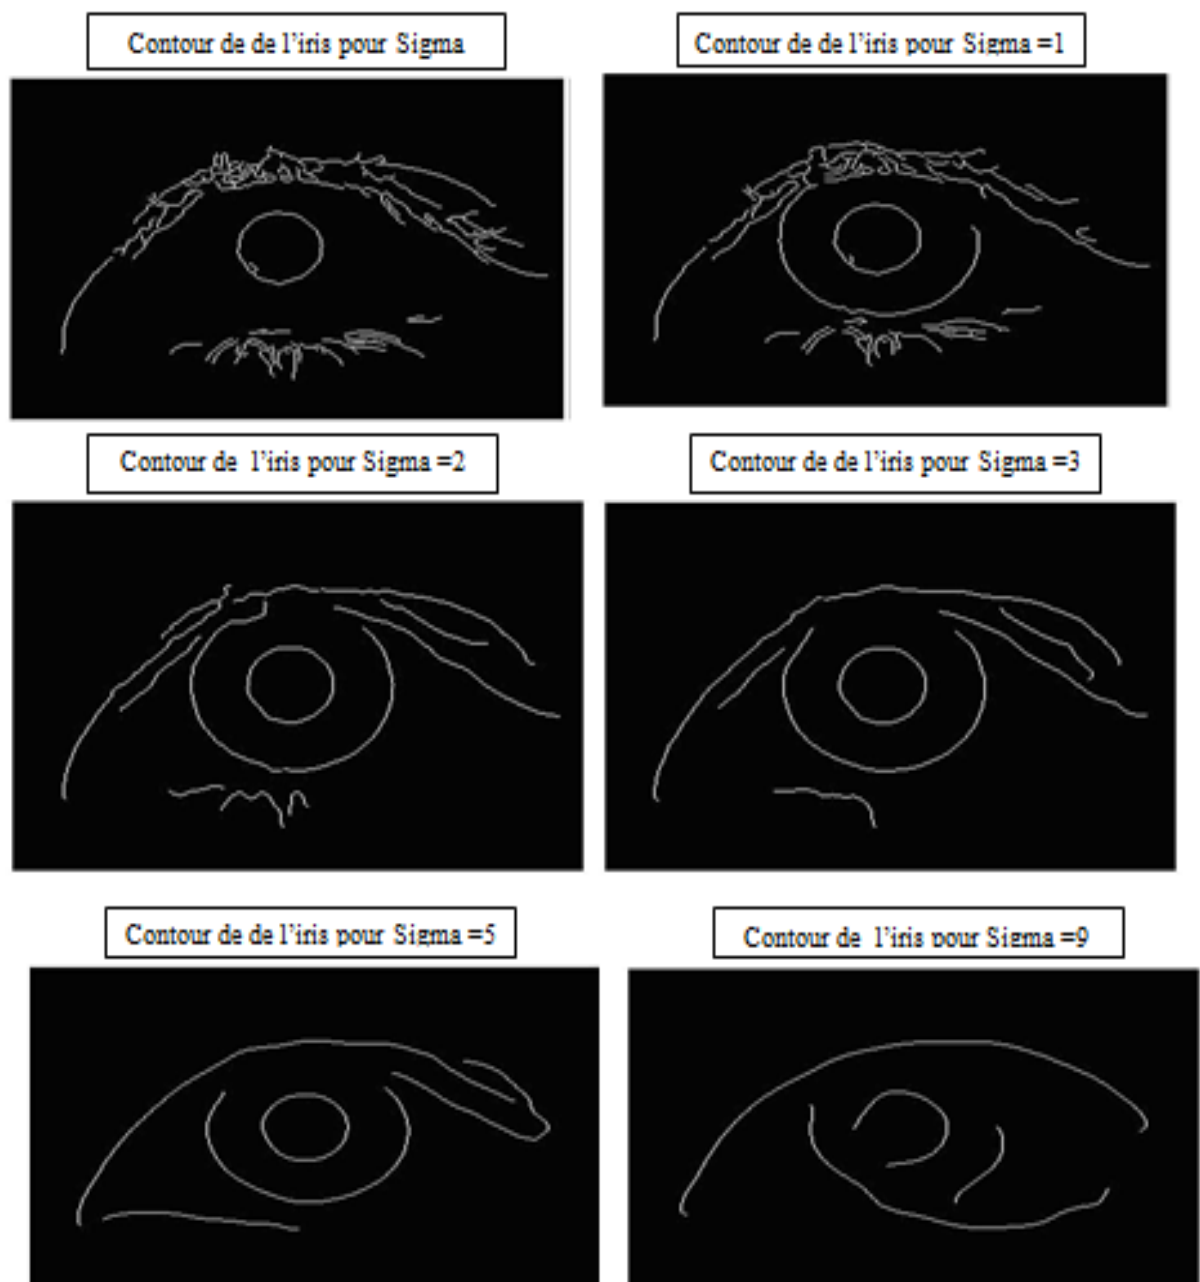 Contour de de l'iris pour Sigma
Contour de de l'iris pour Sigma =1
Contour de l'iris pour Sigma =2
Contour de de l'iris pour Sigma =3
Contour de de l'iris pour Sigma =5
Contour de l'iris pour Sigma =9